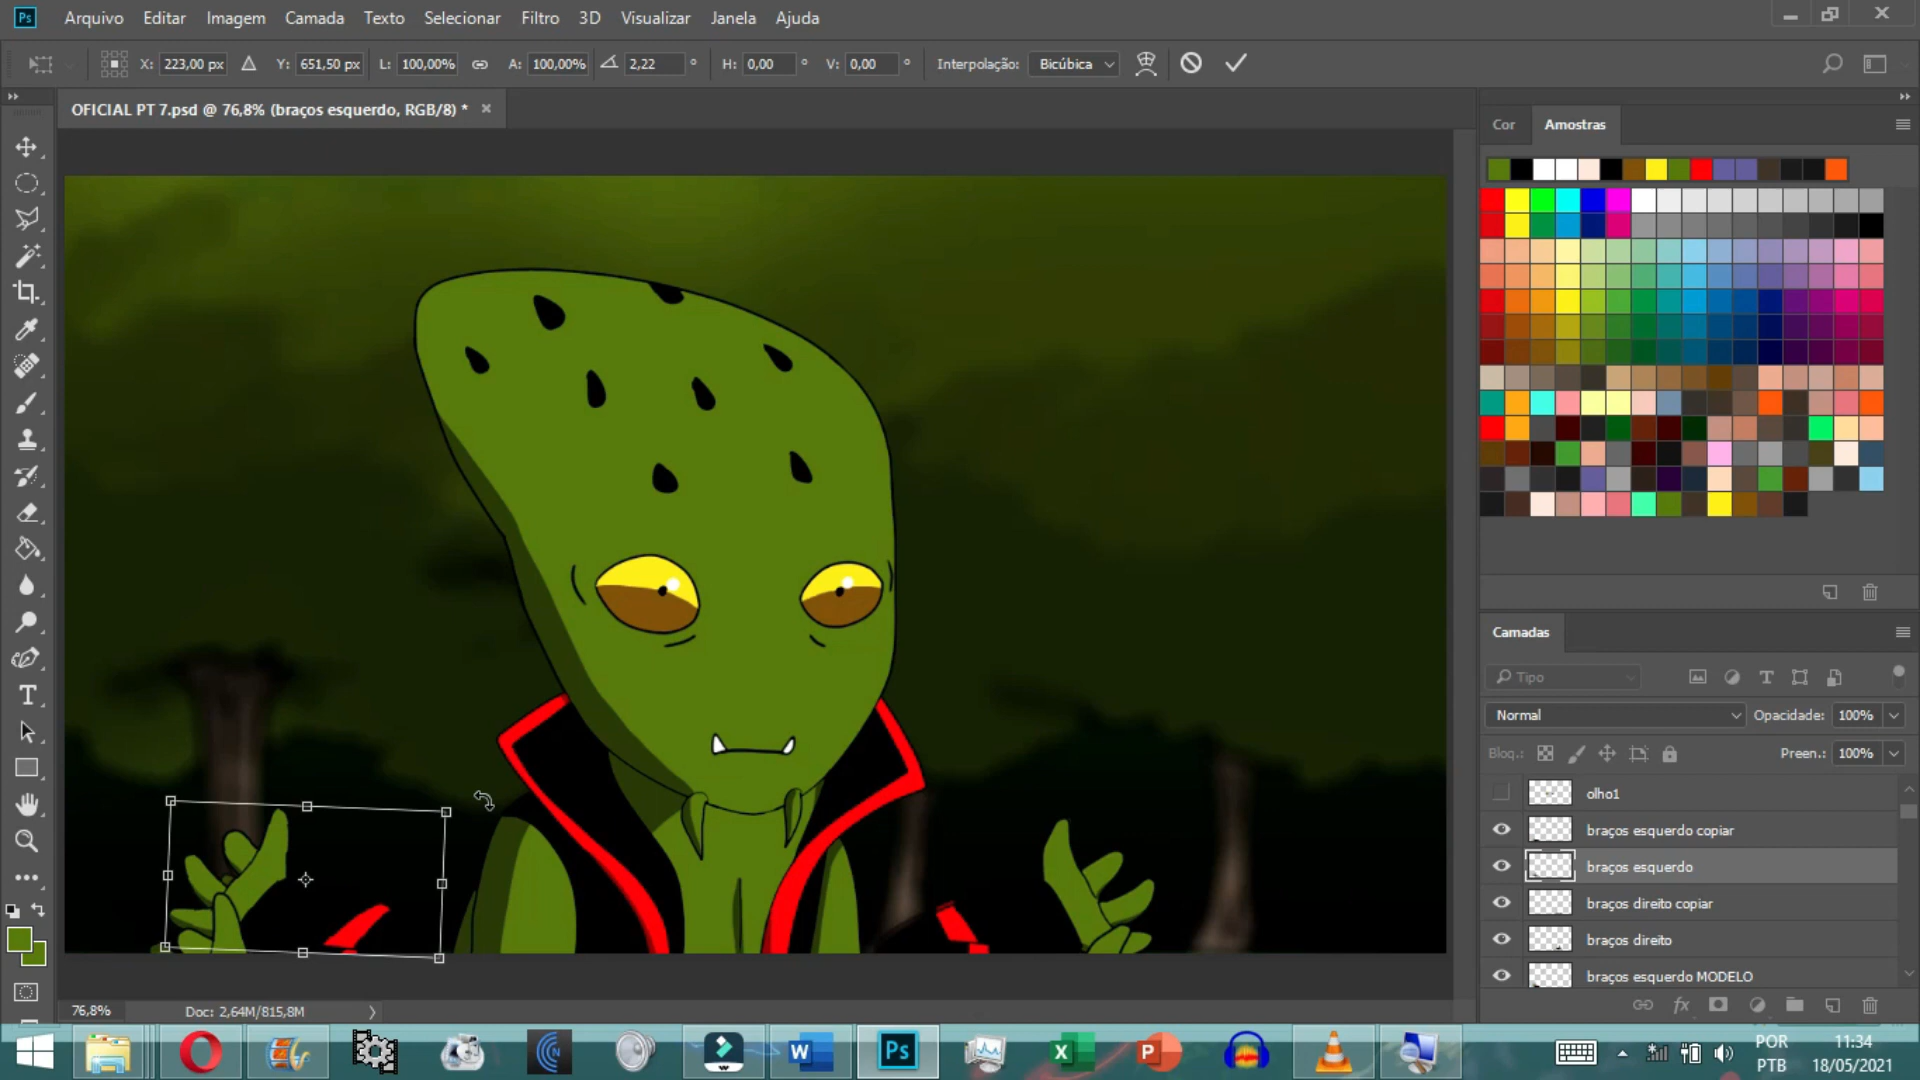 Ps Arquivo Editar Imagem Camada Texto Selecionar Filtro 3D Visualizar Janela Ajuda
X: 223,00 px Y: 651,50 px L: 100,00% A: 100,00% 2,22 ° H: 0,00 ° V: 0,00 ° Interpolação: Bicúbica
OFICIAL PT 7.psd @ 76,8% (braços esquerdo, RGB/8) *
Cor Amostras
Camadas
Tipo
Normal Opacidade: 100%
Bloq.: Preen.: 100%
olho1
braços esquerdo copiar
braços esquerdo
braços direito copiar
braços direito
braços esquerdo MODELO
76,8% Doc: 2,64M/815,8M
W Ps X P
POR 11:34
PTB 18/05/2021